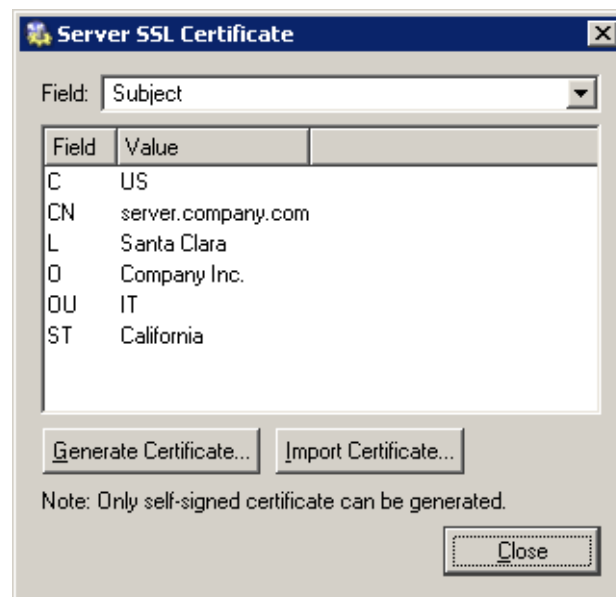 Server SSL Certificate
Field: Subject
Field Value
C US
CN server.company.com
L Santa Clara
O Company Inc.
OU IT
ST California
Generate Certificate... Import Certificate...
Note: Only self-signed certificate can be generated.
Close